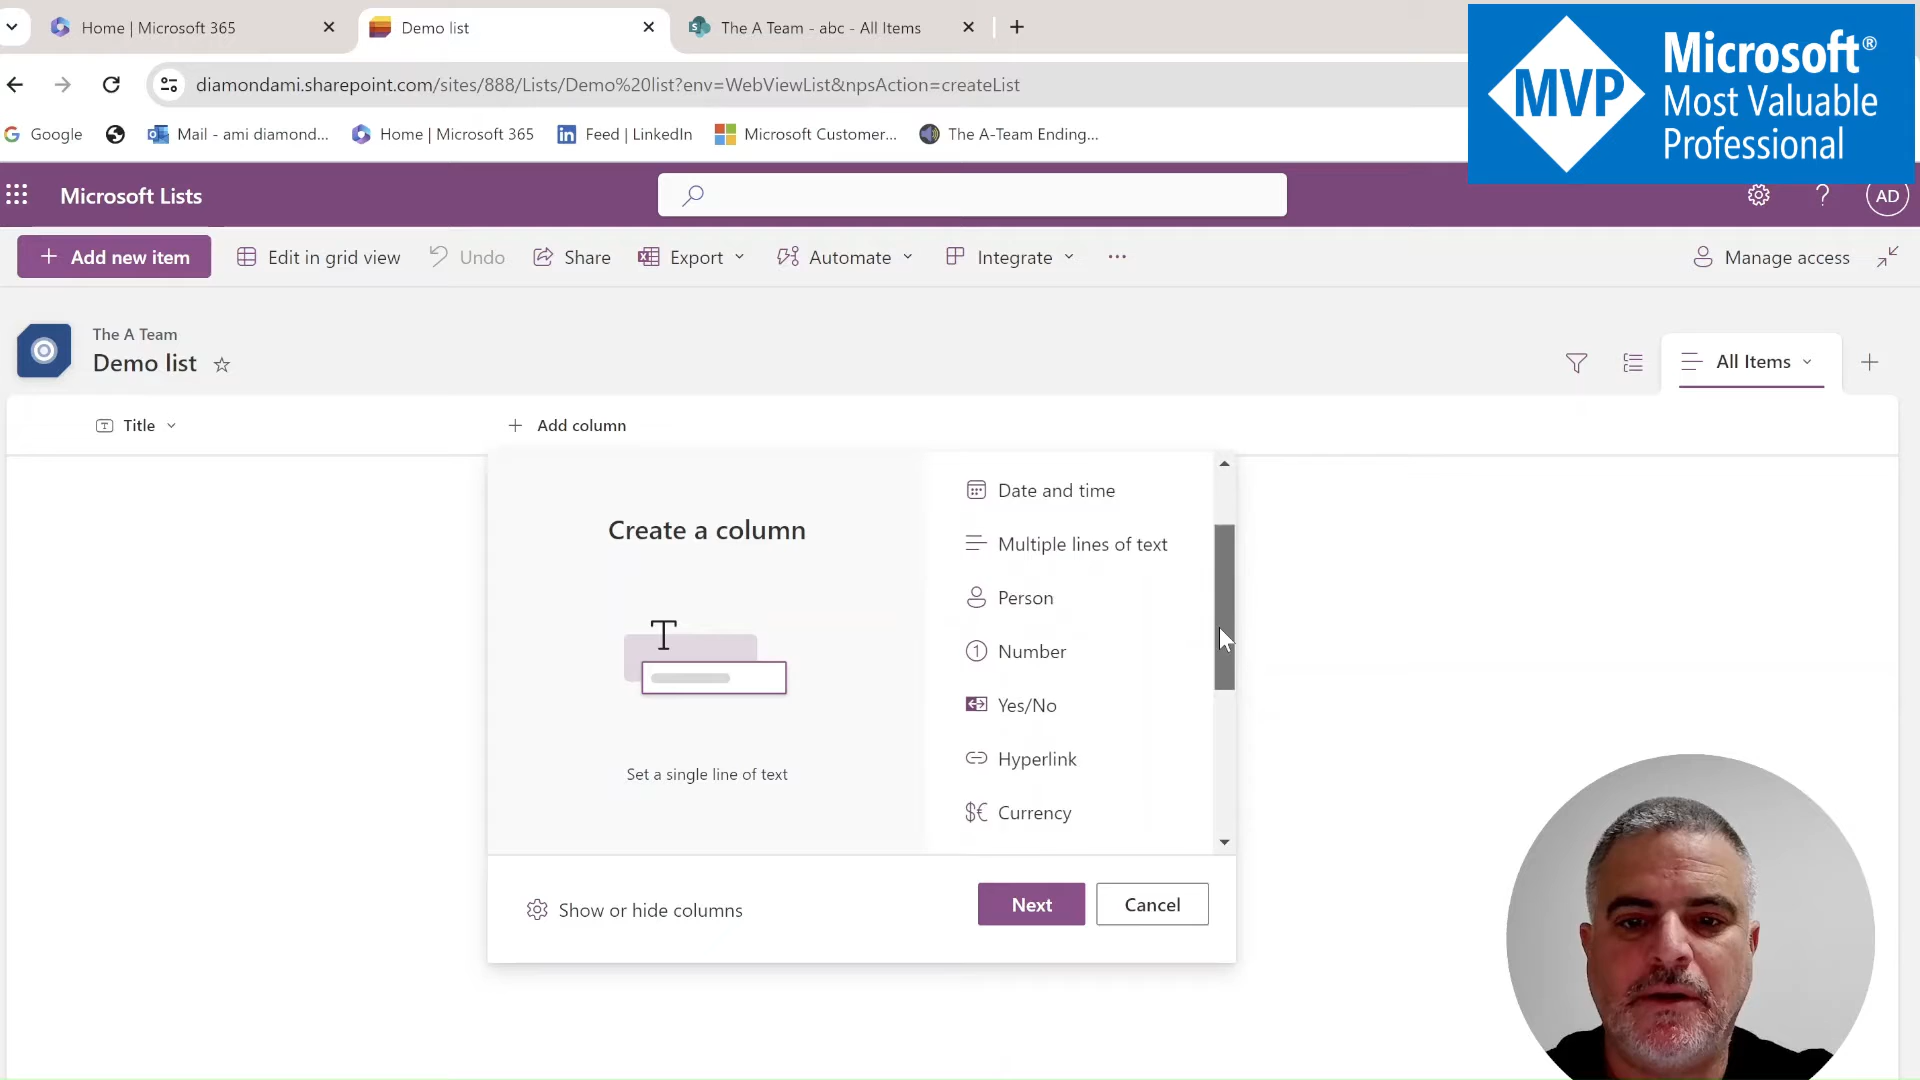 Home | Microsoft 365
Demo list
The A Team - abc - All Items
diamondami.sharepoint.com/sites/888/Lists/Demo%20list?env=WebViewList&npsAction=createList
Google
Mail - ami diamond...
Home | Microsoft 365
Feed | LinkedIn
Microsoft Customer...
The A-Team Ending...
MVP
Microsoft®
Most Valuable
Professional
Microsoft Lists
AD
Add new item
Edit in grid view
Undo
Share
Export
Automate
Integrate
Manage access
The A Team
Demo list
All Items
Title
Add column
Create a column
T
Set a single line of text
Date and time
Multiple lines of text
Person
Number
Yes/No
Hyperlink
Currency
Show or hide columns
Next
Cancel